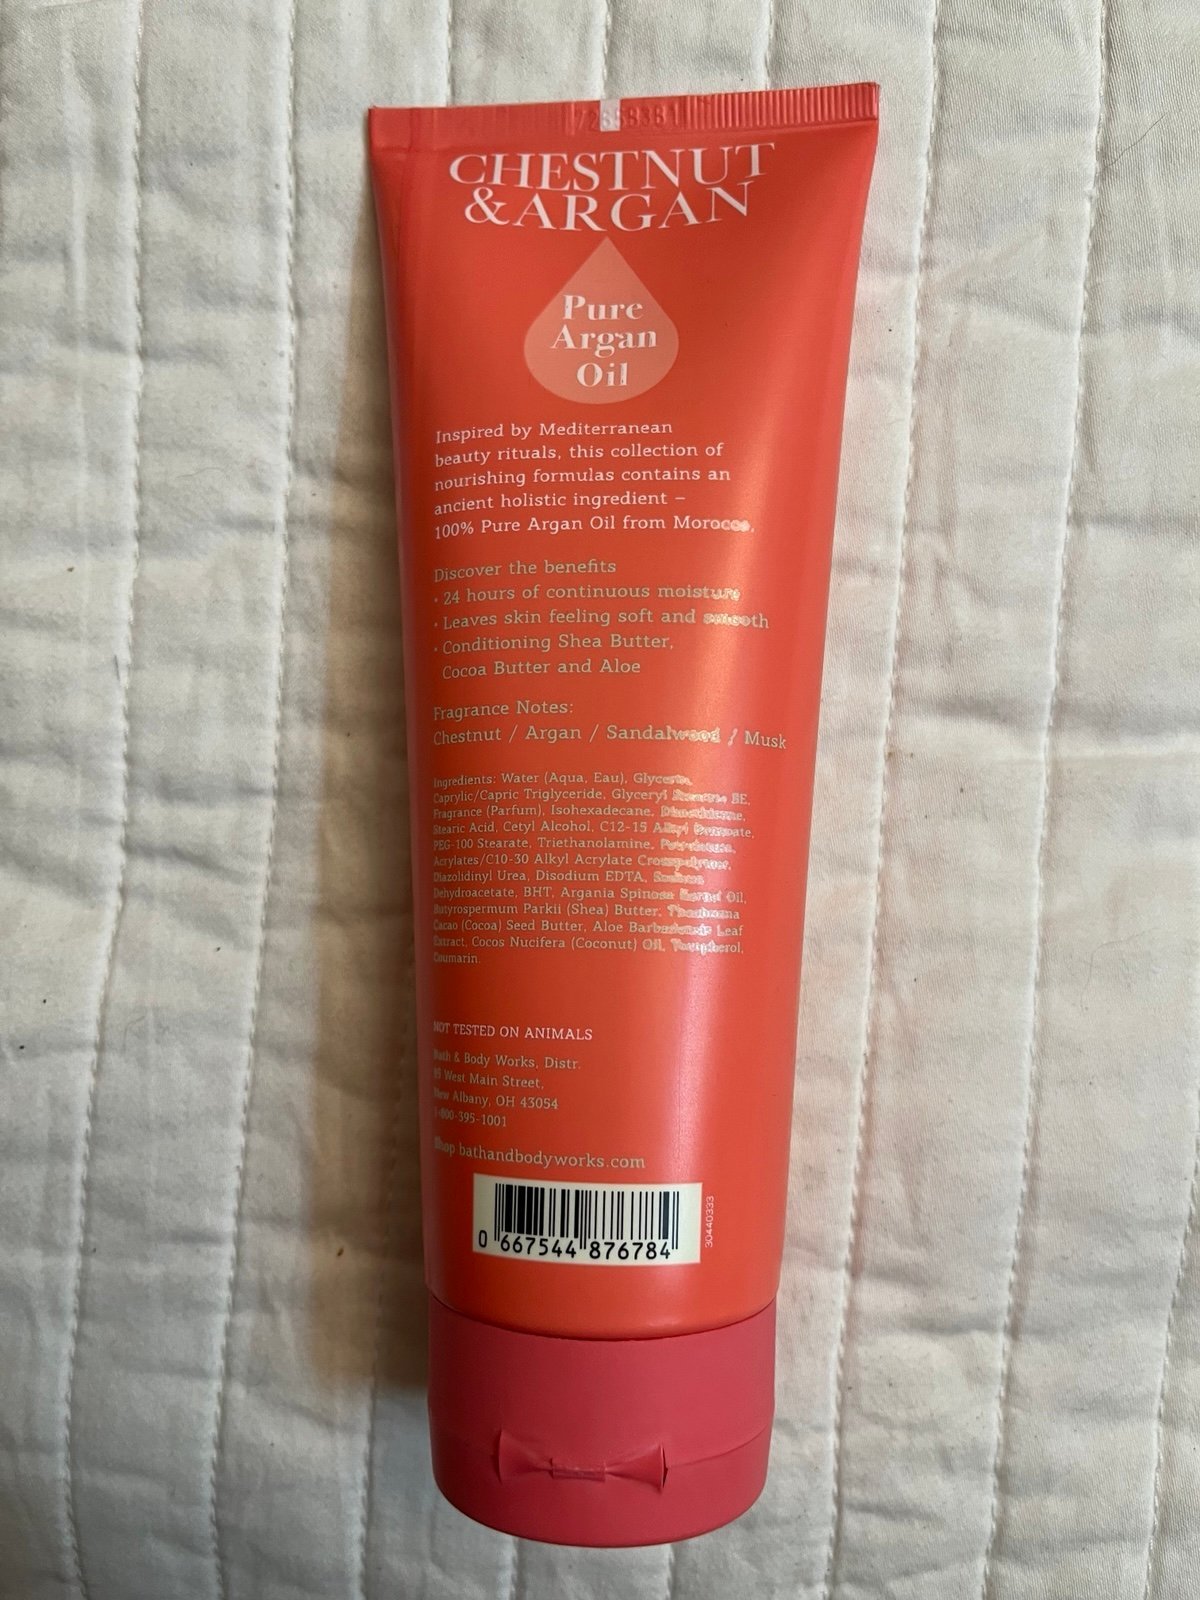 CHESTNUT
& ARGAN
Pure
Argan
Oil
Inspired by Mediterranean
beauty rituals, this collection of
nourishing formulas contains an
ancient holistic ingredient –
100% Pure Argan Oil from Morocco.
Discover the benefits
· 24 hours of continuous moisture
· Leaves skin feeling soft and smooth
· Conditioning Shea Butter,
Cocoa Butter and Aloe
Fragrance Notes:
Chestnut / Argan / Sandalwood / Musk
Ingredients: Water (Aqua, Eau), Glycerin,
Caprylic/Capric Triglyceride, Glyceryl Stearate SE,
Fragrance (Parfum), Isohexadecane, Dimethicone,
Stearic Acid, Cetyl Alcohol, C12-15 Alkyl Benzoate,
PEG-100 Stearate, Triethanolamine, Petrolatum,
Acrylates/C10-30 Alkyl Acrylate Crosspolymer,
Diazolidinyl Urea, Disodium EDTA, Sodium
Dehydroacetate, BHT, Argania Spinosa Kernel Oil,
Butyrospermum Parkii (Shea) Butter, Theobroma
Cacao (Cocoa) Seed Butter, Aloe Barbadensis Leaf
Extract, Cocos Nucifera (Coconut) Oil, Tocopherol,
Coumarin.
NOT TESTED ON ANIMALS
Bath & Body Works, Distr.
West Main Street,
New Albany, OH 43054
1-800-395-1001
Shop bathandbodyworks.com
30440333
0 667544 876784